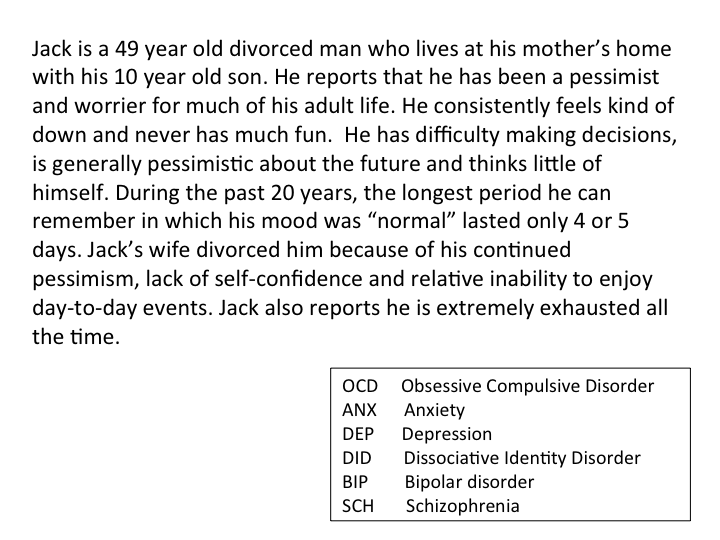 Jack is a 49 year old divorced man who lives at his mother’s home
with his 10 year old son. He reports that he has been a pessimist
and worrier for much of his adult life. He consistently feels kind of
down and never has much fun.  He has difficulty making decisions,
is generally pessimistic about the future and thinks little of
himself. During the past 20 years, the longest period he can
remember in which his mood was “normal” lasted only 4 or 5
days. Jack’s wife divorced him because of his continued
pessimism, lack of self-confidence and relative inability to enjoy
day-to-day events. Jack also reports he is extremely exhausted all
the time.
OCD Obsessive Compulsive Disorder
ANX Anxiety
DEP Depression
DID Dissociative Identity Disorder
BIP Bipolar disorder
SCH Schizophrenia